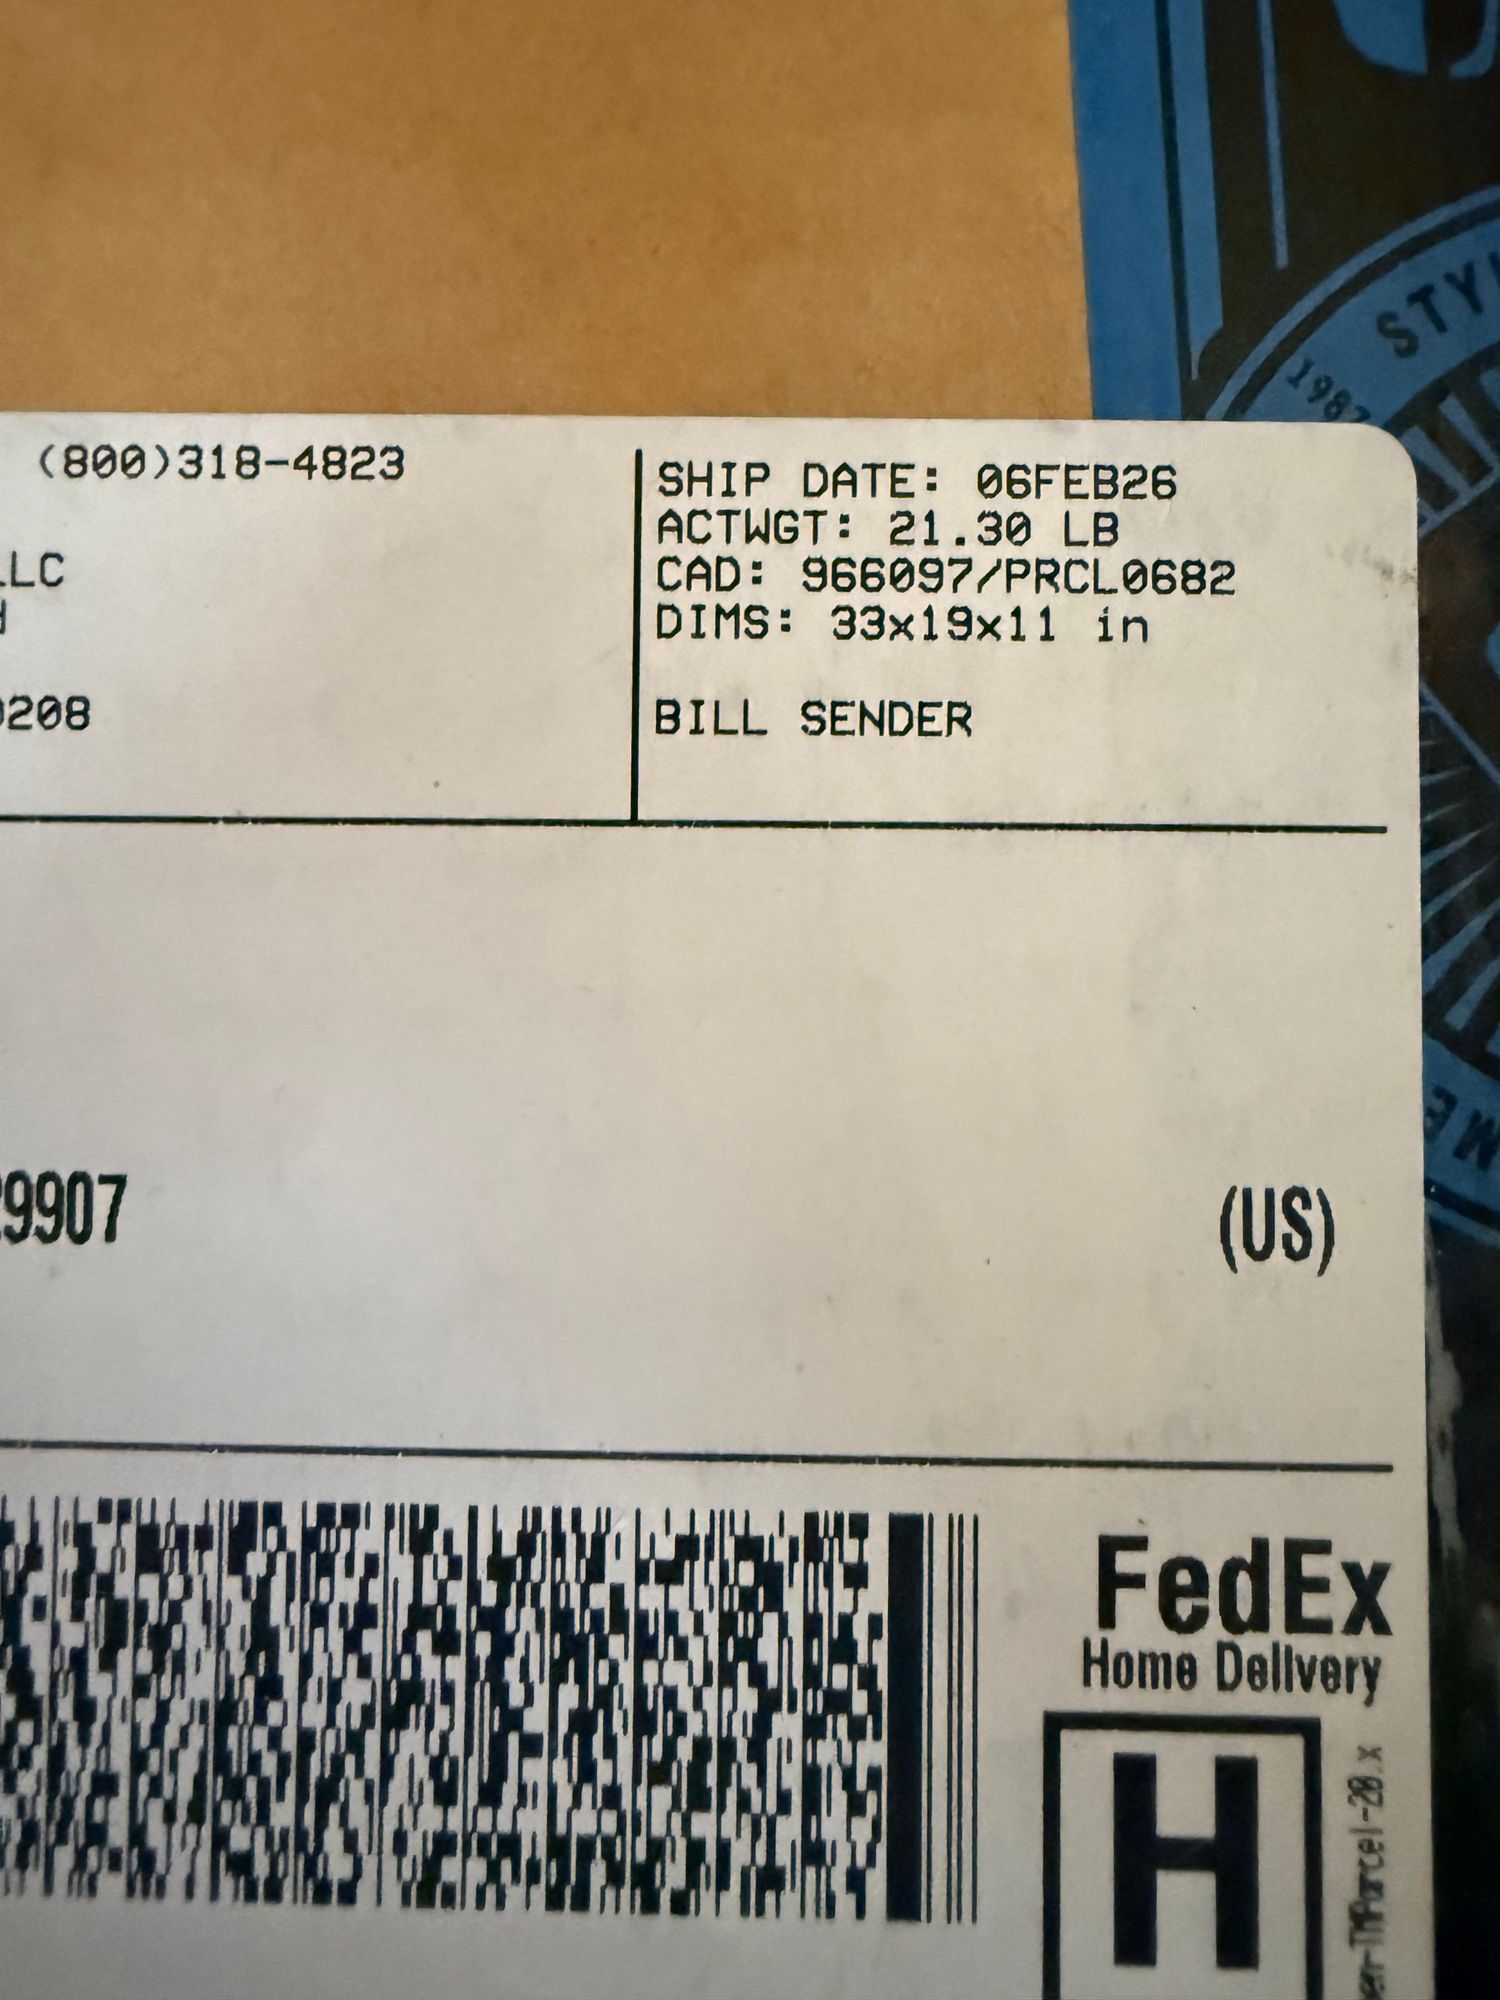 (800)318-4823
LLC
0208
SHIP DATE: 06FEB26
ACTWGT: 21.30 LB
CAD: 966097/PRCL0682
DIMS: 33x19x11 in
BILL SENDER
29907
(US)
FedEx
Home Delivery
H
1987